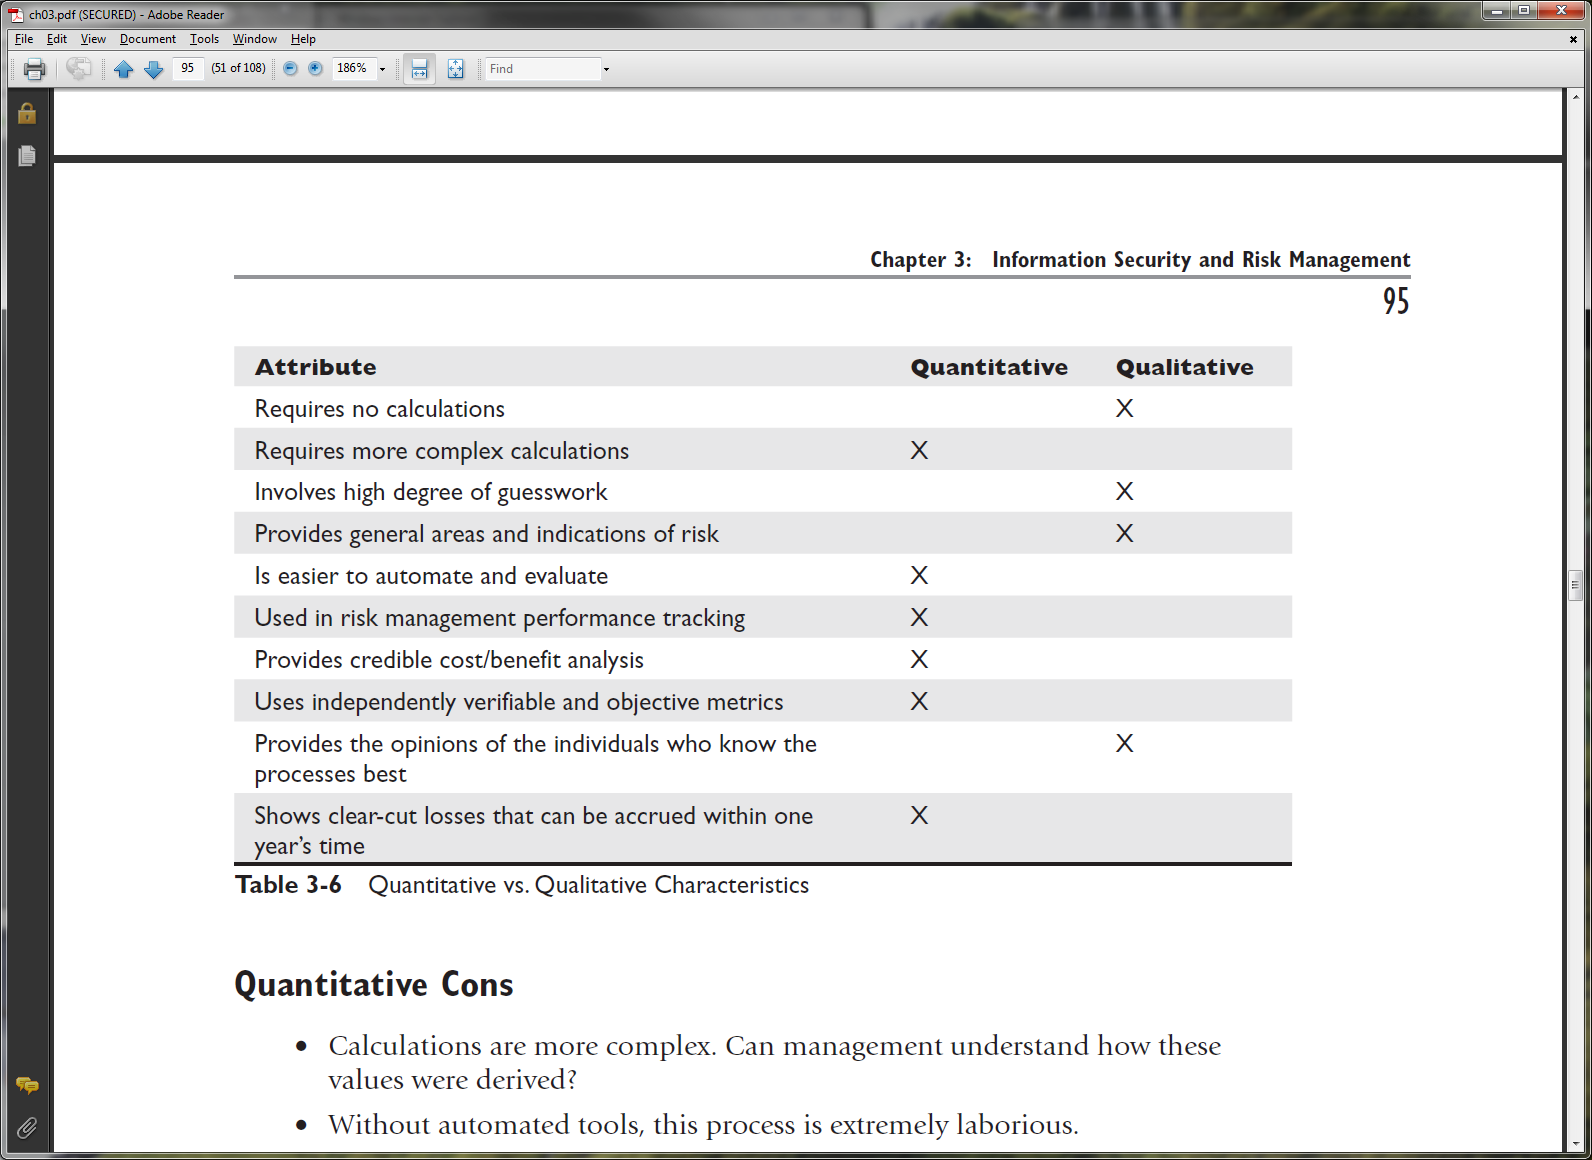 ch03.pdf (SECURED) - Adobe Reader
File Edit View Document Tools Window Help
95 (51 of 108) 186% Find
Chapter 3: Information Security and Risk Management
95
Attribute Quantitative Qualitative
Requires no calculations X
Requires more complex calculations X
Involves high degree of guesswork X
Provides general areas and indications of risk X
Is easier to automate and evaluate X
Used in risk management performance tracking X
Provides credible cost/benefit analysis X
Uses independently verifiable and objective metrics X
Provides the opinions of the individuals who know the X
processes best
Shows clear-cut losses that can be accrued within one X
year’s time
Table 3-6 Quantitative vs. Qualitative Characteristics
Quantitative Cons
• Calculations are more complex. Can management understand how these
values were derived?
• Without automated tools, this process is extremely laborious.